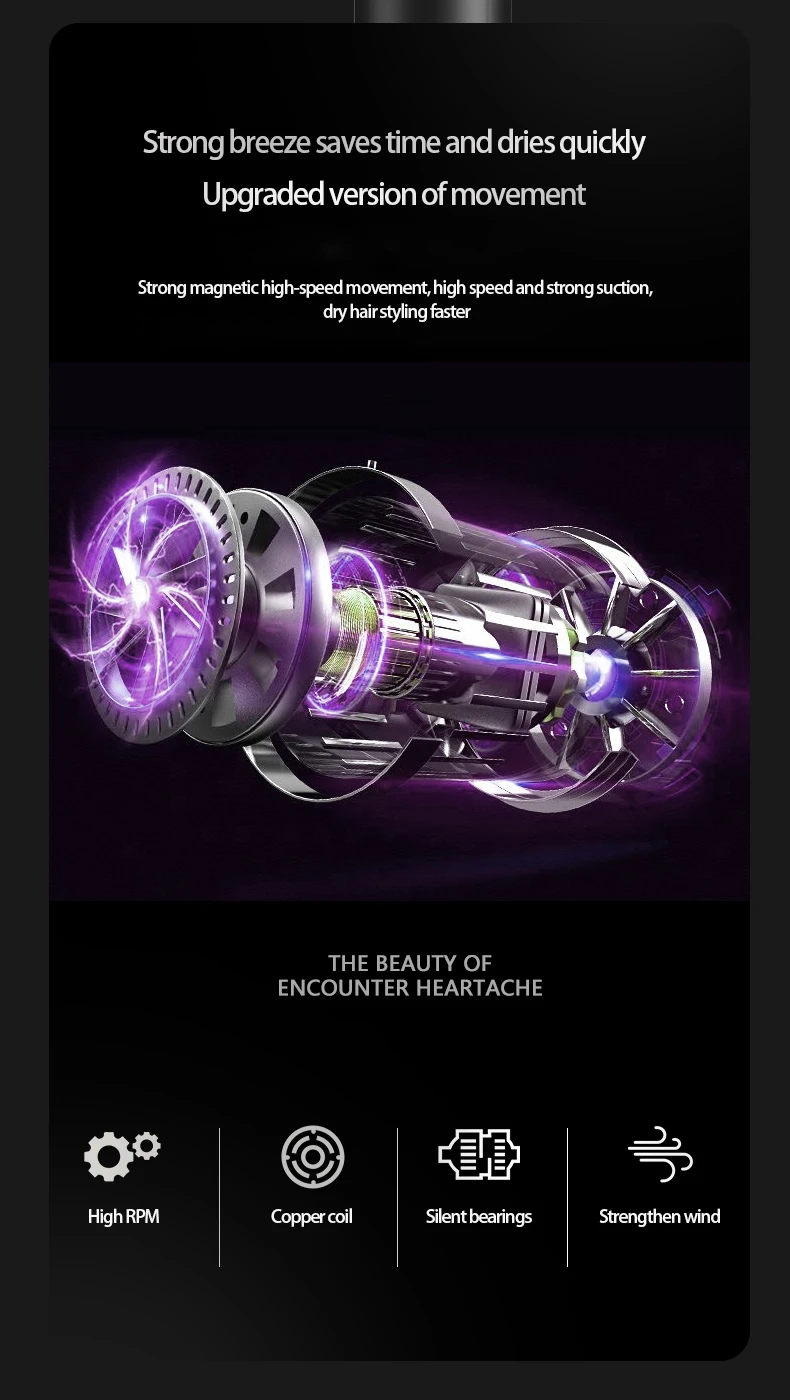 Strong breeze saves time and dries quickly
Upgraded version of movement
Strong magnetic high-speed movement, high speed and strong suction,
dry hair styling faster
THE BEAUTY OF
ENCOUNTER HEARTACHE
High RPM
Copper coil
Silent bearings
Strengthen wind